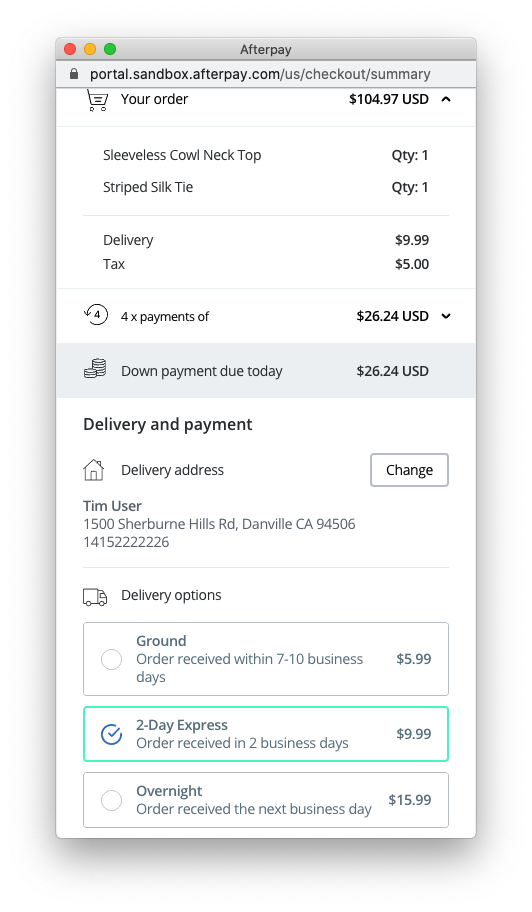 Afterpay
portal.sandbox.afterpay.com/us/checkout/summary
Your order $104.97 USD
Sleeveless Cowl Neck Top Qty: 1
Striped Silk Tie Qty: 1
Delivery $9.99
Tax $5.00
4 4 x payments of $26.24 USD
Down payment due today $26.24 USD
Delivery and payment
Delivery address Change
Tim User
1500 Sherburne Hills Rd, Danville CA 94506
14152222226
Delivery options
Ground
Order received within 7-10 business $5.99
days
2-Day Express
Order received in 2 business days $9.99
Overnight
Order received the next business day $15.99